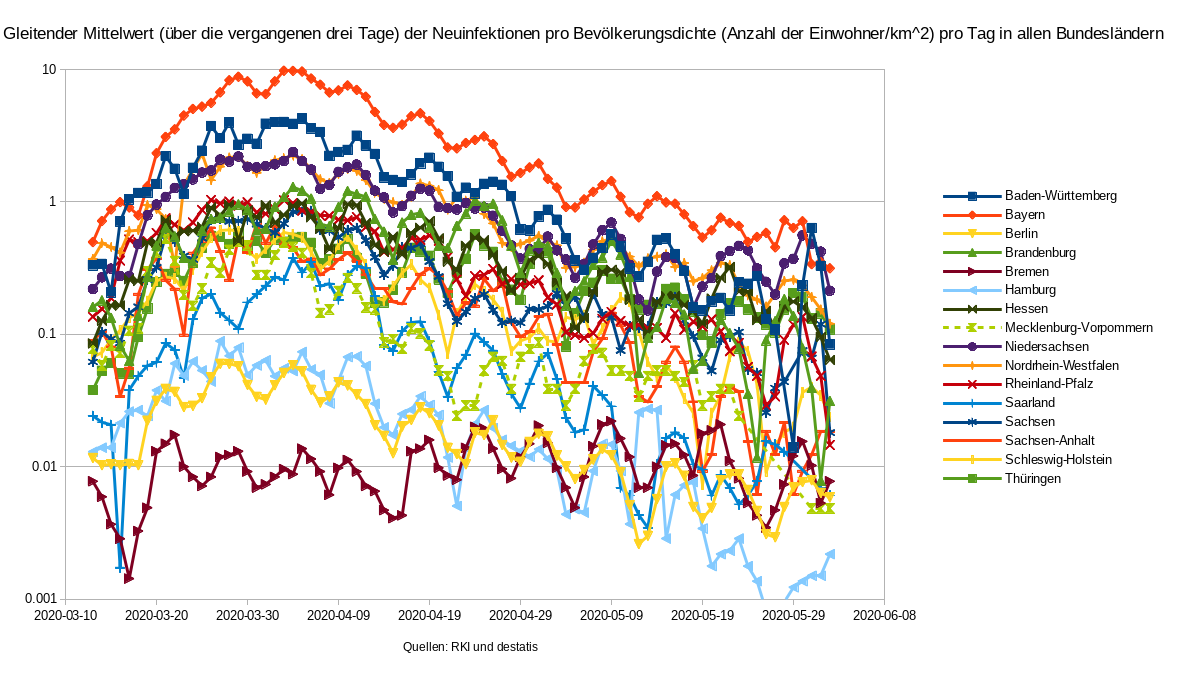 Gleitender Mittelwert (über die vergangenen drei Tage) der Neuinfektionen pro Bevölkerungsdichte (Anzahl der Einwohner/km^2) pro Tag in allen Bundesländern
10
1
0.1
0.01
0.001
2020-03-10 2020-03-20 2020-03-30 2020-04-09 2020-04-19 2020-04-29 2020-05-09 2020-05-19 2020-05-29 2020-06-08
Quellen: RKI und destatis
Baden-Württemberg
Bayern
Berlin
Brandenburg
Bremen
Hamburg
Hessen
Mecklenburg-Vorpommern
Niedersachsen
Nordrhein-Westfalen
Rheinland-Pfalz
Saarland
Sachsen
Sachsen-Anhalt
Schleswig-Holstein
Thüringen